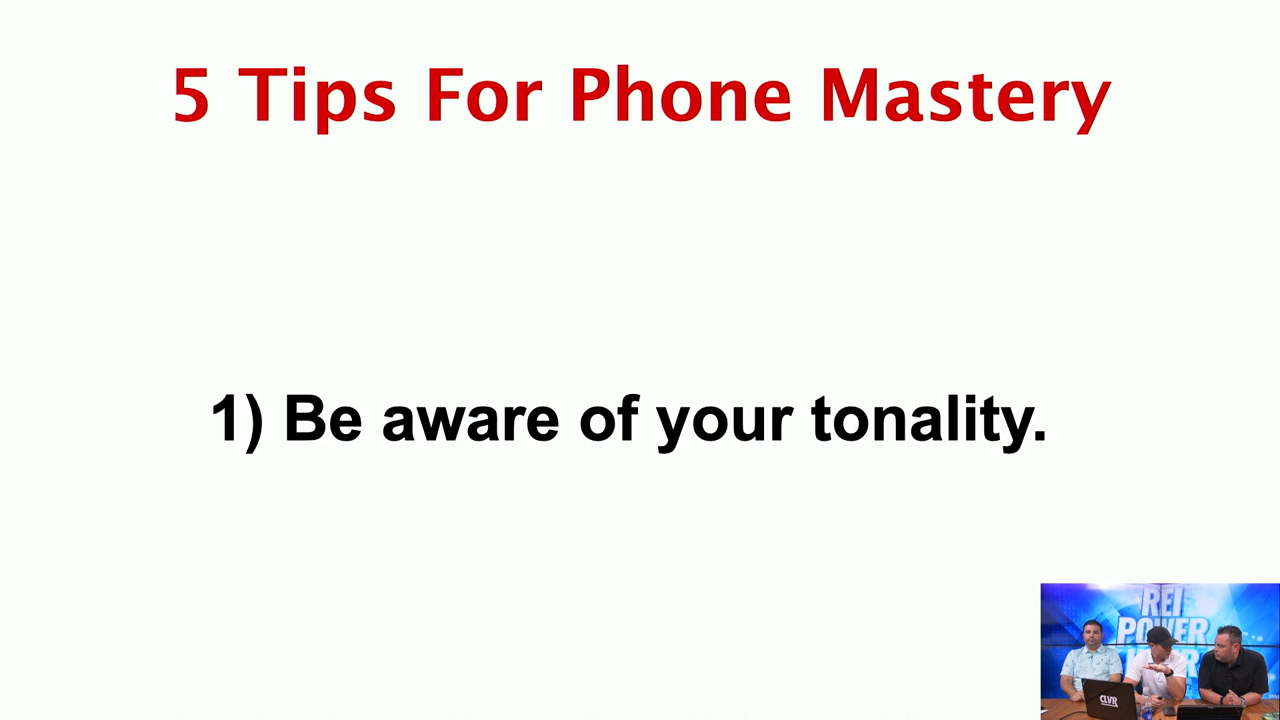 5 Tips For Phone Mastery
1) Be aware of your tonality.
REI
POWER
CLVR